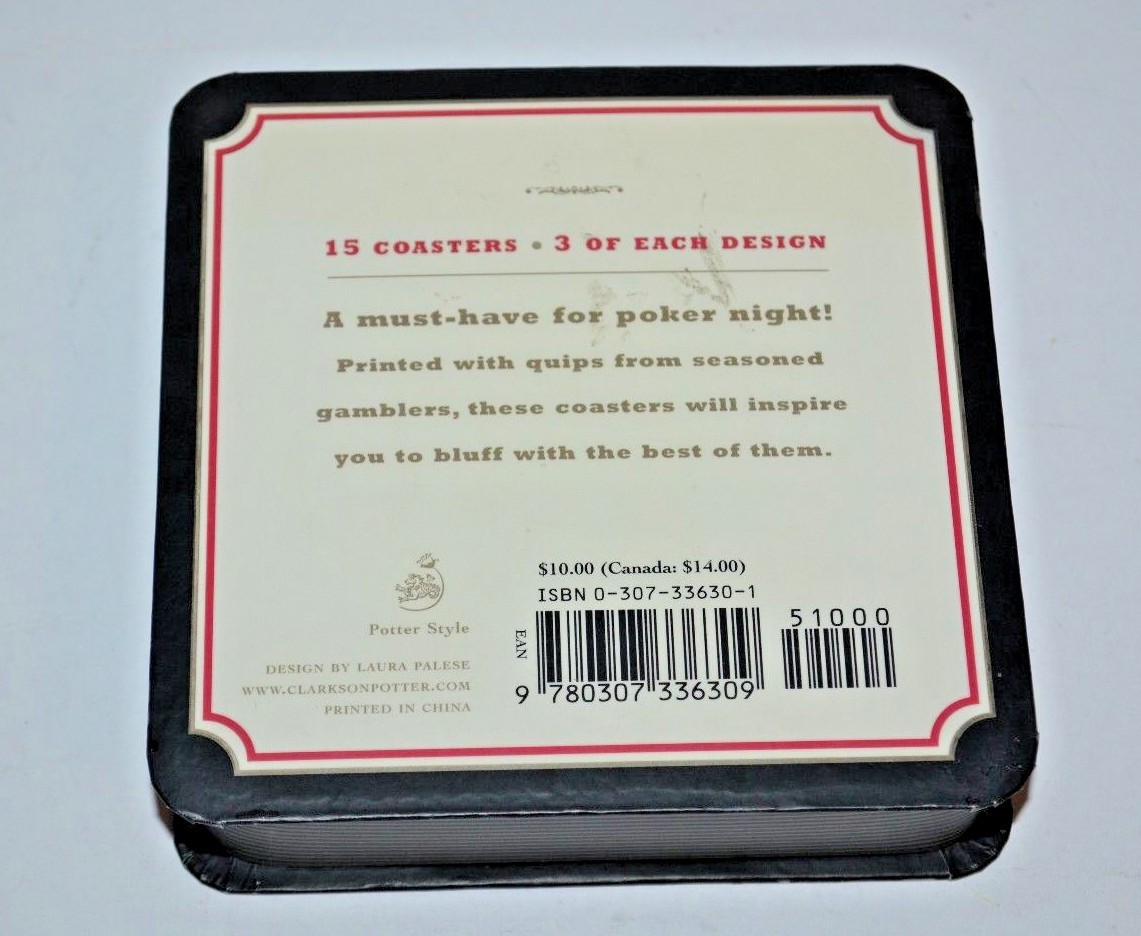 15 COASTERS • 3 OF EACH DESIGN
A must-have for poker night!
Printed with quips from seasoned
gamblers, these coasters will inspire
you to bluff with the best of them.
Potter Style
DESIGN BY LAURA PALESE
WWW.CLARKSONPOTTER.COM
PRINTED IN CHINA
$10.00 (Canada: $14.00)
ISBN 0-307-33630-1
51000
EAN
9 780307 336309